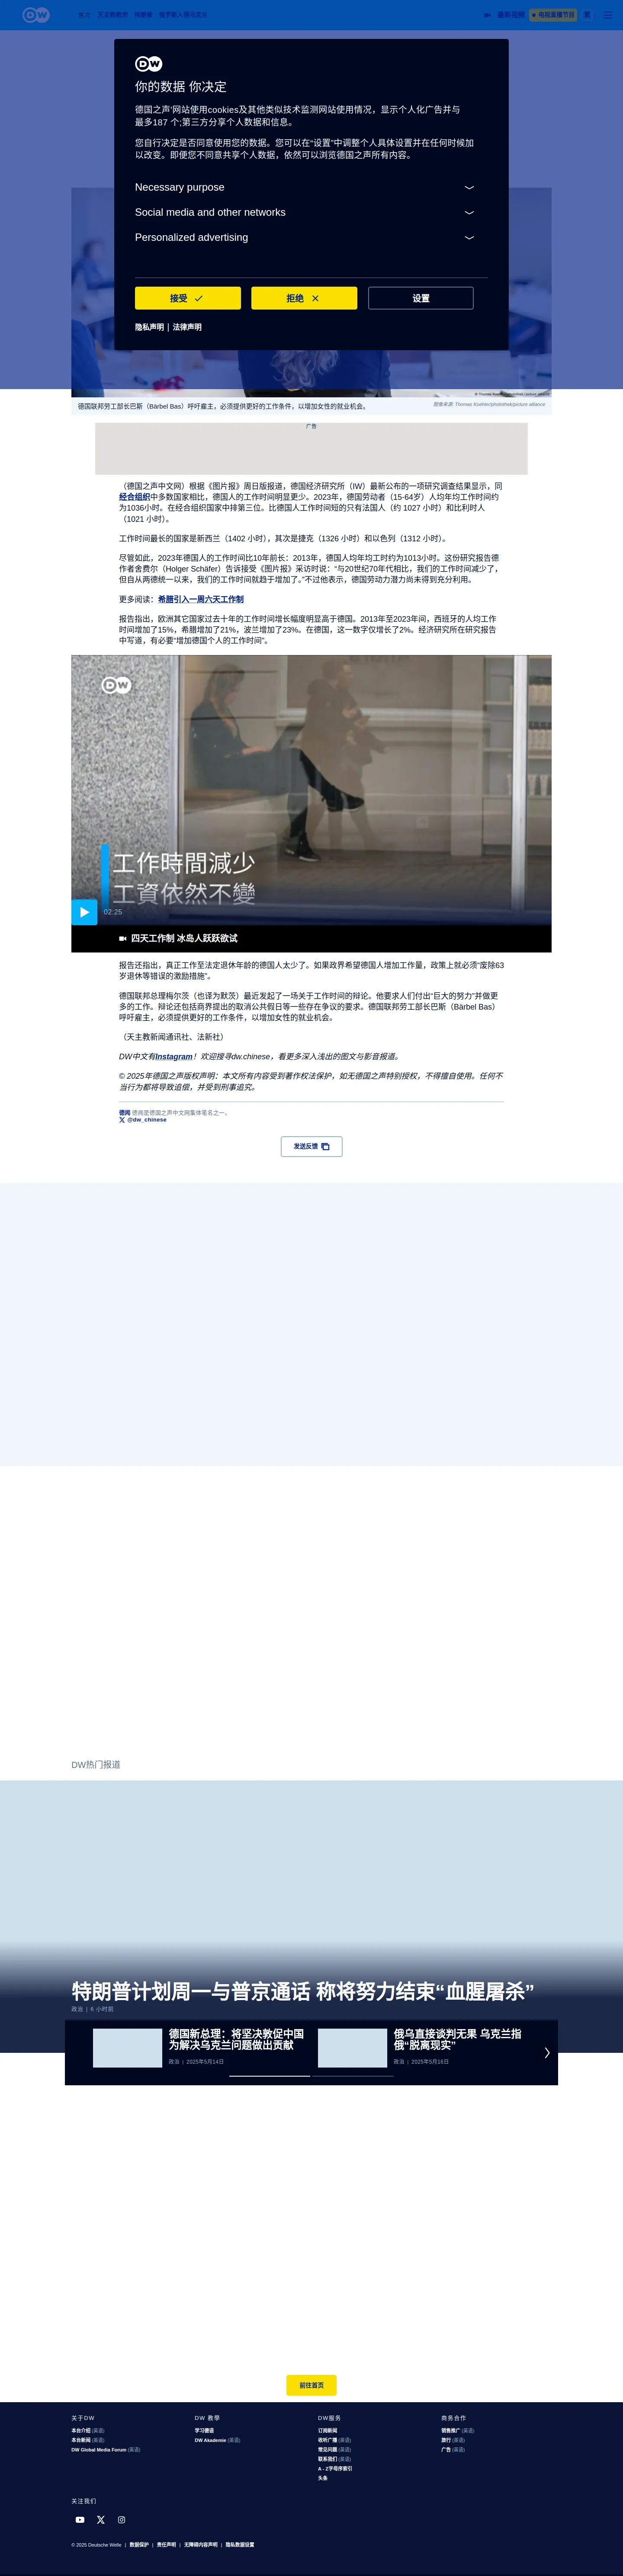 DW 焦点 天主教教宗 特朗普 俄罗斯入侵乌克兰 最新视频 电视直播节目
DW
你的数据 你决定
德国之声'网站使用cookies及其他类似技术监测网站使用情况，显示个人化广告并与
最多187 个;第三方分享个人数据和信息。
您自行决定是否同意使用您的数据。您可以在“设置”中调整个人具体设置并在任何时候加
以改变。即便您不同意共享个人数据，依然可以浏览德国之声所有内容。
Necessary purpose
Social media and other networks
Personalized advertising
接受 拒绝 设置
隐私声明 | 法律声明
德国联邦劳工部长巴斯（Bärbel Bas）呼吁雇主，必须提供更好的工作条件，以增加女性的就业机会。
图像来源: Thomas Koehler/photothek/picture alliance
广告
（德国之声中文网）根据《图片报》周日版报道，德国经济研究所（IW）最新公布的一项研究调查结果显示，同
经合组织中多数国家相比，德国人的工作时间明显更少。2023年，德国劳动者（15-64岁）人均年均工作时间约
为1036小时。在经合组织国家中排第三位。比德国人工作时间短的只有法国人（约 1027 小时）和比利时人
（1021 小时）。
工作时间最长的国家是新西兰（1402 小时），其次是捷克（1326 小时）和以色列（1312 小时）。
尽管如此，2023年德国人的工作时间比10年前长：2013年，德国人均年均工时约为1013小时。这份研究报告德
作者舍费尔（Holger Schäfer）告诉接受《图片报》采访时说：“与20世纪70年代相比，我们的工作时间减少了，
但自从两德统一以来，我们的工作时间就趋于增加了。”不过他表示，德国劳动力潜力尚未得到充分利用。
更多阅读：希腊引入一周六天工作制
报告指出，欧洲其它国家过去十年的工作时间增长幅度明显高于德国。2013年至2023年间，西班牙的人均工作
时间增加了15%，希腊增加了21%，波兰增加了23%。在德国，这一数字仅增长了2%。经济研究所在研究报告
中写道，有必要“增加德国个人的工作时间”。
DW
工作時間減少
工資依然不變
02:25
四天工作制 冰岛人跃跃欲试
报告还指出，真正工作至法定退休年龄的德国人太少了。如果政界希望德国人增加工作量，政策上就必须“废除63
岁退休等错误的激励措施”。
德国联邦总理梅尔茨（也译为默茨）最近发起了一场关于工作时间的辩论。他要求人们付出“巨大的努力”并做更
多的工作。辩论还包括商界提出的取消公共假日等一些存在争议的要求。德国联邦劳工部长巴斯（Bärbel Bas）
呼吁雇主，必须提供更好的工作条件，以增加女性的就业机会。
（天主教新闻通讯社、法新社）
DW中文有Instagram！欢迎搜寻dw.chinese，看更多深入浅出的图文与影音报道。
© 2025年德国之声版权声明：本文所有内容受到著作权法保护，如无德国之声特别授权，不得擅自使用。任何不
当行为都将导致追偿，并受到刑事追究。
德闻 德闻是德国之声中文网集体笔名之一。
@dw_chinese
发送反馈
DW热门报道
特朗普计划周一与普京通话 称将努力结束“血腥屠杀”
政治 | 6 小时前
德国新总理：将坚决敦促中国
为解决乌克兰问题做出贡献
政治 | 2025年5月14日
俄乌直接谈判无果 乌克兰指
俄“脱离现实”
政治 | 2025年5月16日
前往首页
关于DW
本台介绍 (英语)
本台新闻 (英语)
DW Global Media Forum (英语)
DW 教學
学习德语
DW Akademie (英语)
DW服务
订阅新闻
收听广播 (英语)
常见问题 (英语)
联系我们 (英语)
A - Z字母序索引
头条
商务合作
销售推广 (英语)
旅行 (英语)
广告 (英语)
关注我们
© 2025 Deutsche Welle | 数据保护 | 责任声明 | 无障碍内容声明 | 隐私数据设置